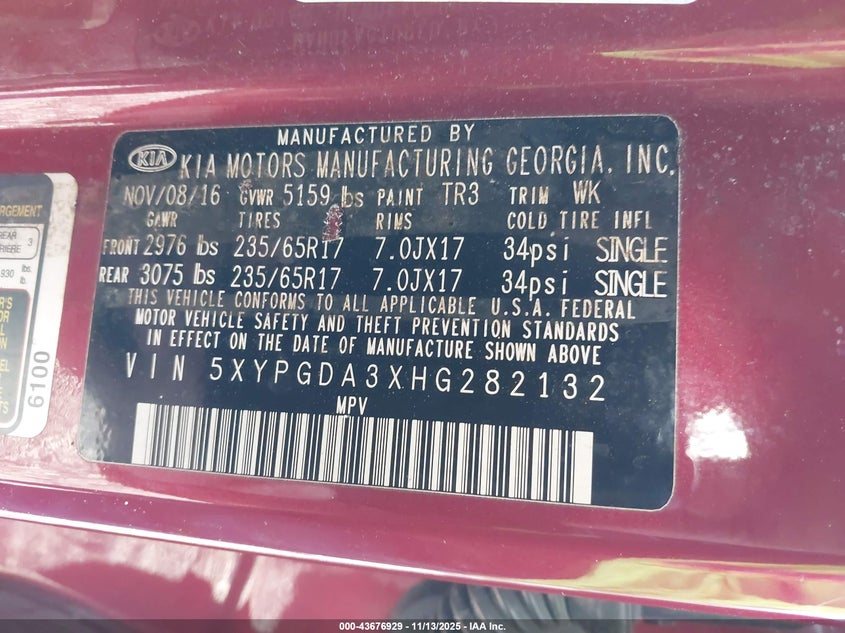 MANUFACTURED BY
KIA KIA MOTORS MANUFACTURING GEORGIA, INC.
NOV/08/16 GVWR 5159 lbs PAINT TR3 TRIM WK
GAWR TIRES RIMS COLD TIRE INFL
FRONT 2976 lbs 235/65R17 7.0JX17 34psi SINGLE
REAR 3075 lbs 235/65R17 7.0JX17 34psi SINGLE
THIS VEHICLE CONFORMS TO ALL APPLICABLE U.S.A. FEDERAL
MOTOR VEHICLE SAFETY AND THEFT PREVENTION STANDARDS
IN EFFECT ON THE DATE OF MANUFACTURE SHOWN ABOVE
VIN 5XYPGDA3XHG282132
MPV
REAR 3
930 lbs.
6100
000-43676929 - 11/13/2025 - IAA Inc.